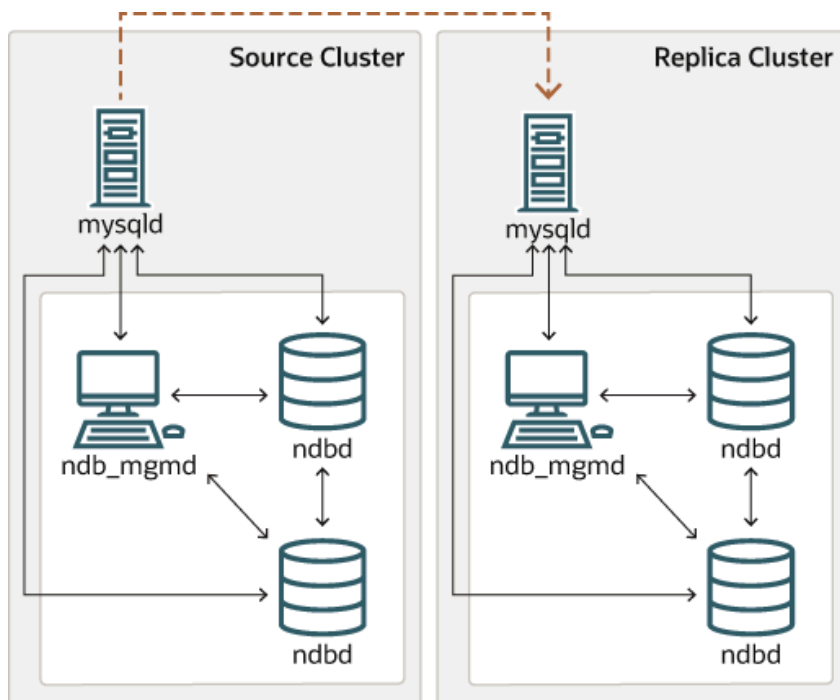 Source Cluster
mysqld
ndb_mgmd
ndbd
ndbd
Replica Cluster
mysqld
ndb_mgmd
ndbd
ndbd